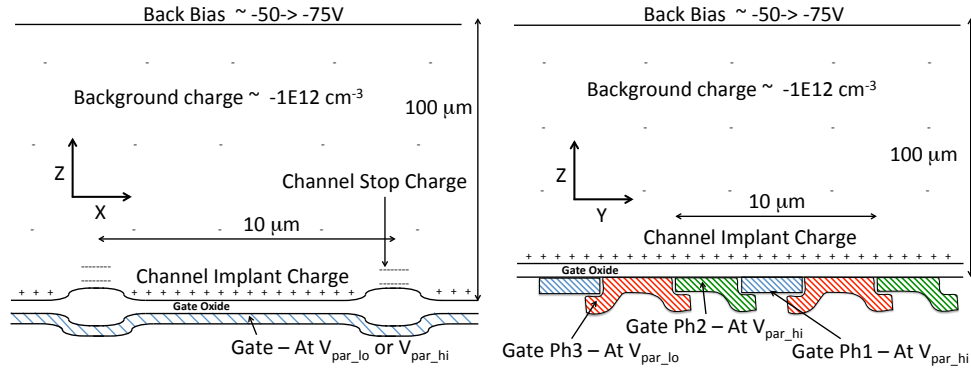 Back Bias ~ -50-> -75V
Background charge ~ -1E12 cm-3
100 μm
Z
X
Channel Stop Charge
10 μm
Channel Implant Charge
Gate Oxide
Gate – At Vpar_lo or Vpar_hi
Back Bias ~ -50-> -75V
Background charge ~ -1E12 cm-3
100 μm
Z
Y
10 μm
Channel Implant Charge
Gate Oxide
Gate Ph2 – At Vpar_hi
Gate Ph3 – At Vpar_lo
Gate Ph1 – At Vpar_hi